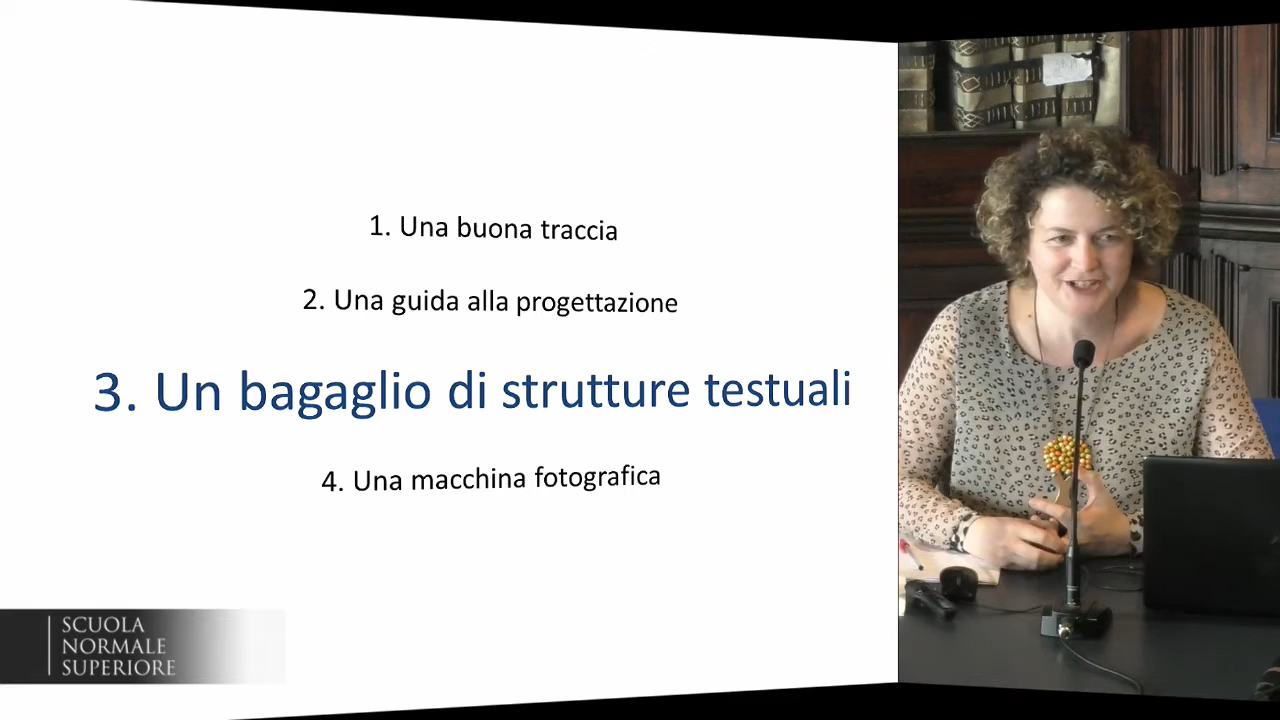 1. Una buona traccia
2. Una guida alla progettazione
3. Un bagaglio di strutture testuali
4. Una macchina fotografica
SCUOLA
NORMALE
SUPERIORE